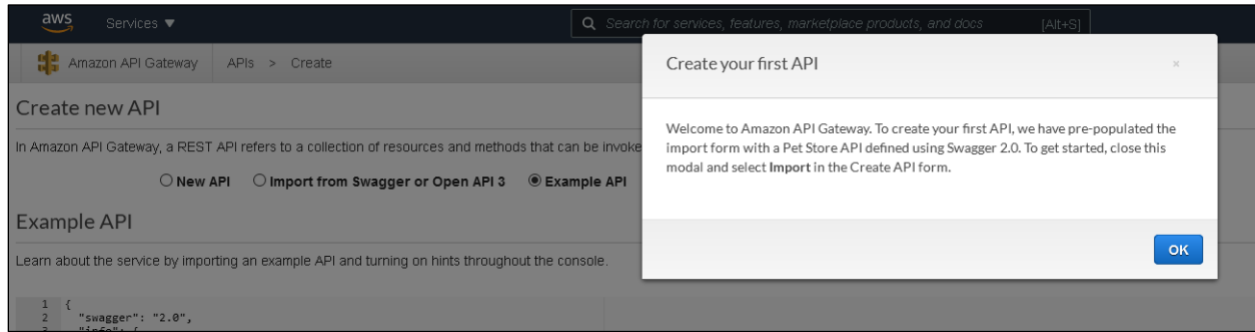 aws Services ▼ Search for services, features, marketplace products, and docs [Alt+S]
Amazon API Gateway APIs > Create
Create new API
In Amazon API Gateway, a REST API refers to a collection of resources and methods that can be invoke
New API Import from Swagger or Open API 3 Example API
Example API
Learn about the service by importing an example API and turning on hints throughout the console.
1 {
2 "swagger": "2.0",
3 "info": {
Create your first API ×
Welcome to Amazon API Gateway. To create your first API, we have pre-populated the
import form with a Pet Store API defined using Swagger 2.0. To get started, close this
modal and select Import in the Create API form.
OK